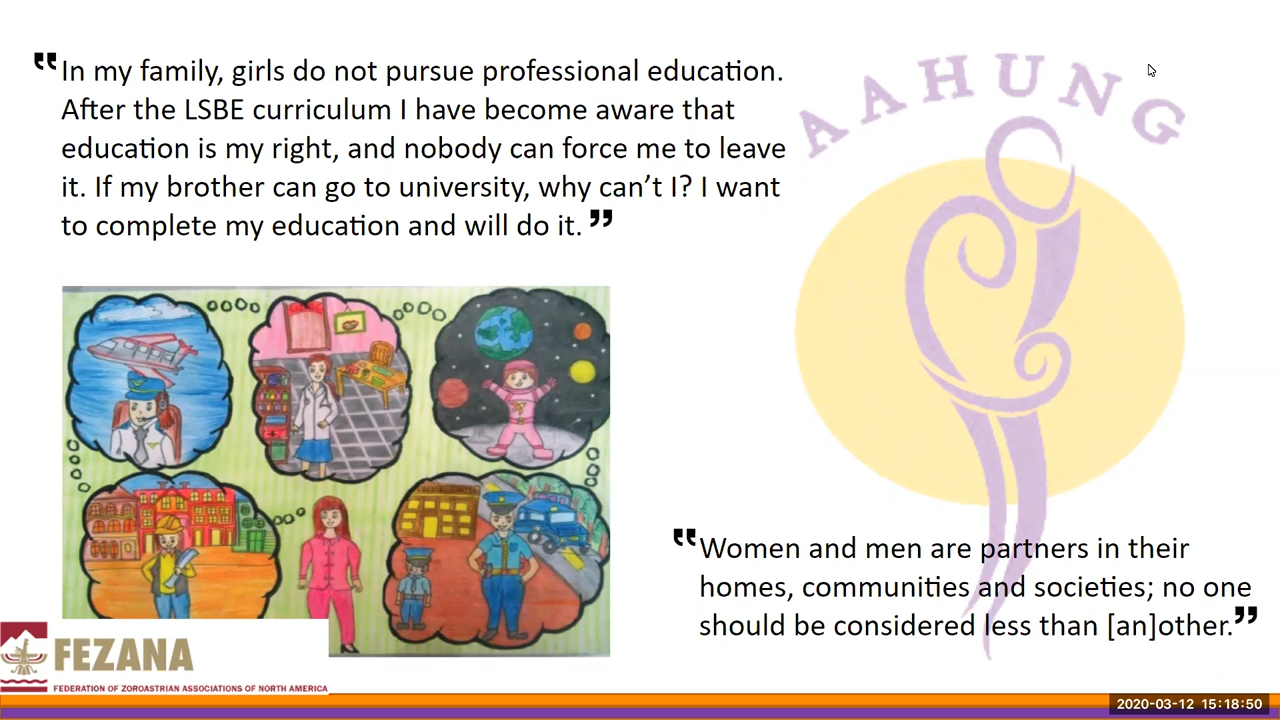 "In my family, girls do not pursue professional education.
After the LSBE curriculum I have become aware that
education is my right, and nobody can force me to leave
it. If my brother can go to university, why can’t I? I want
to complete my education and will do it."
AAHUNG
"Women and men are partners in their
homes, communities and societies; no one
should be considered less than [an]other."
FEZANA
FEDERATION OF ZOROASTRIAN ASSOCIATIONS OF NORTH AMERICA
2020-03-12 15:18:50